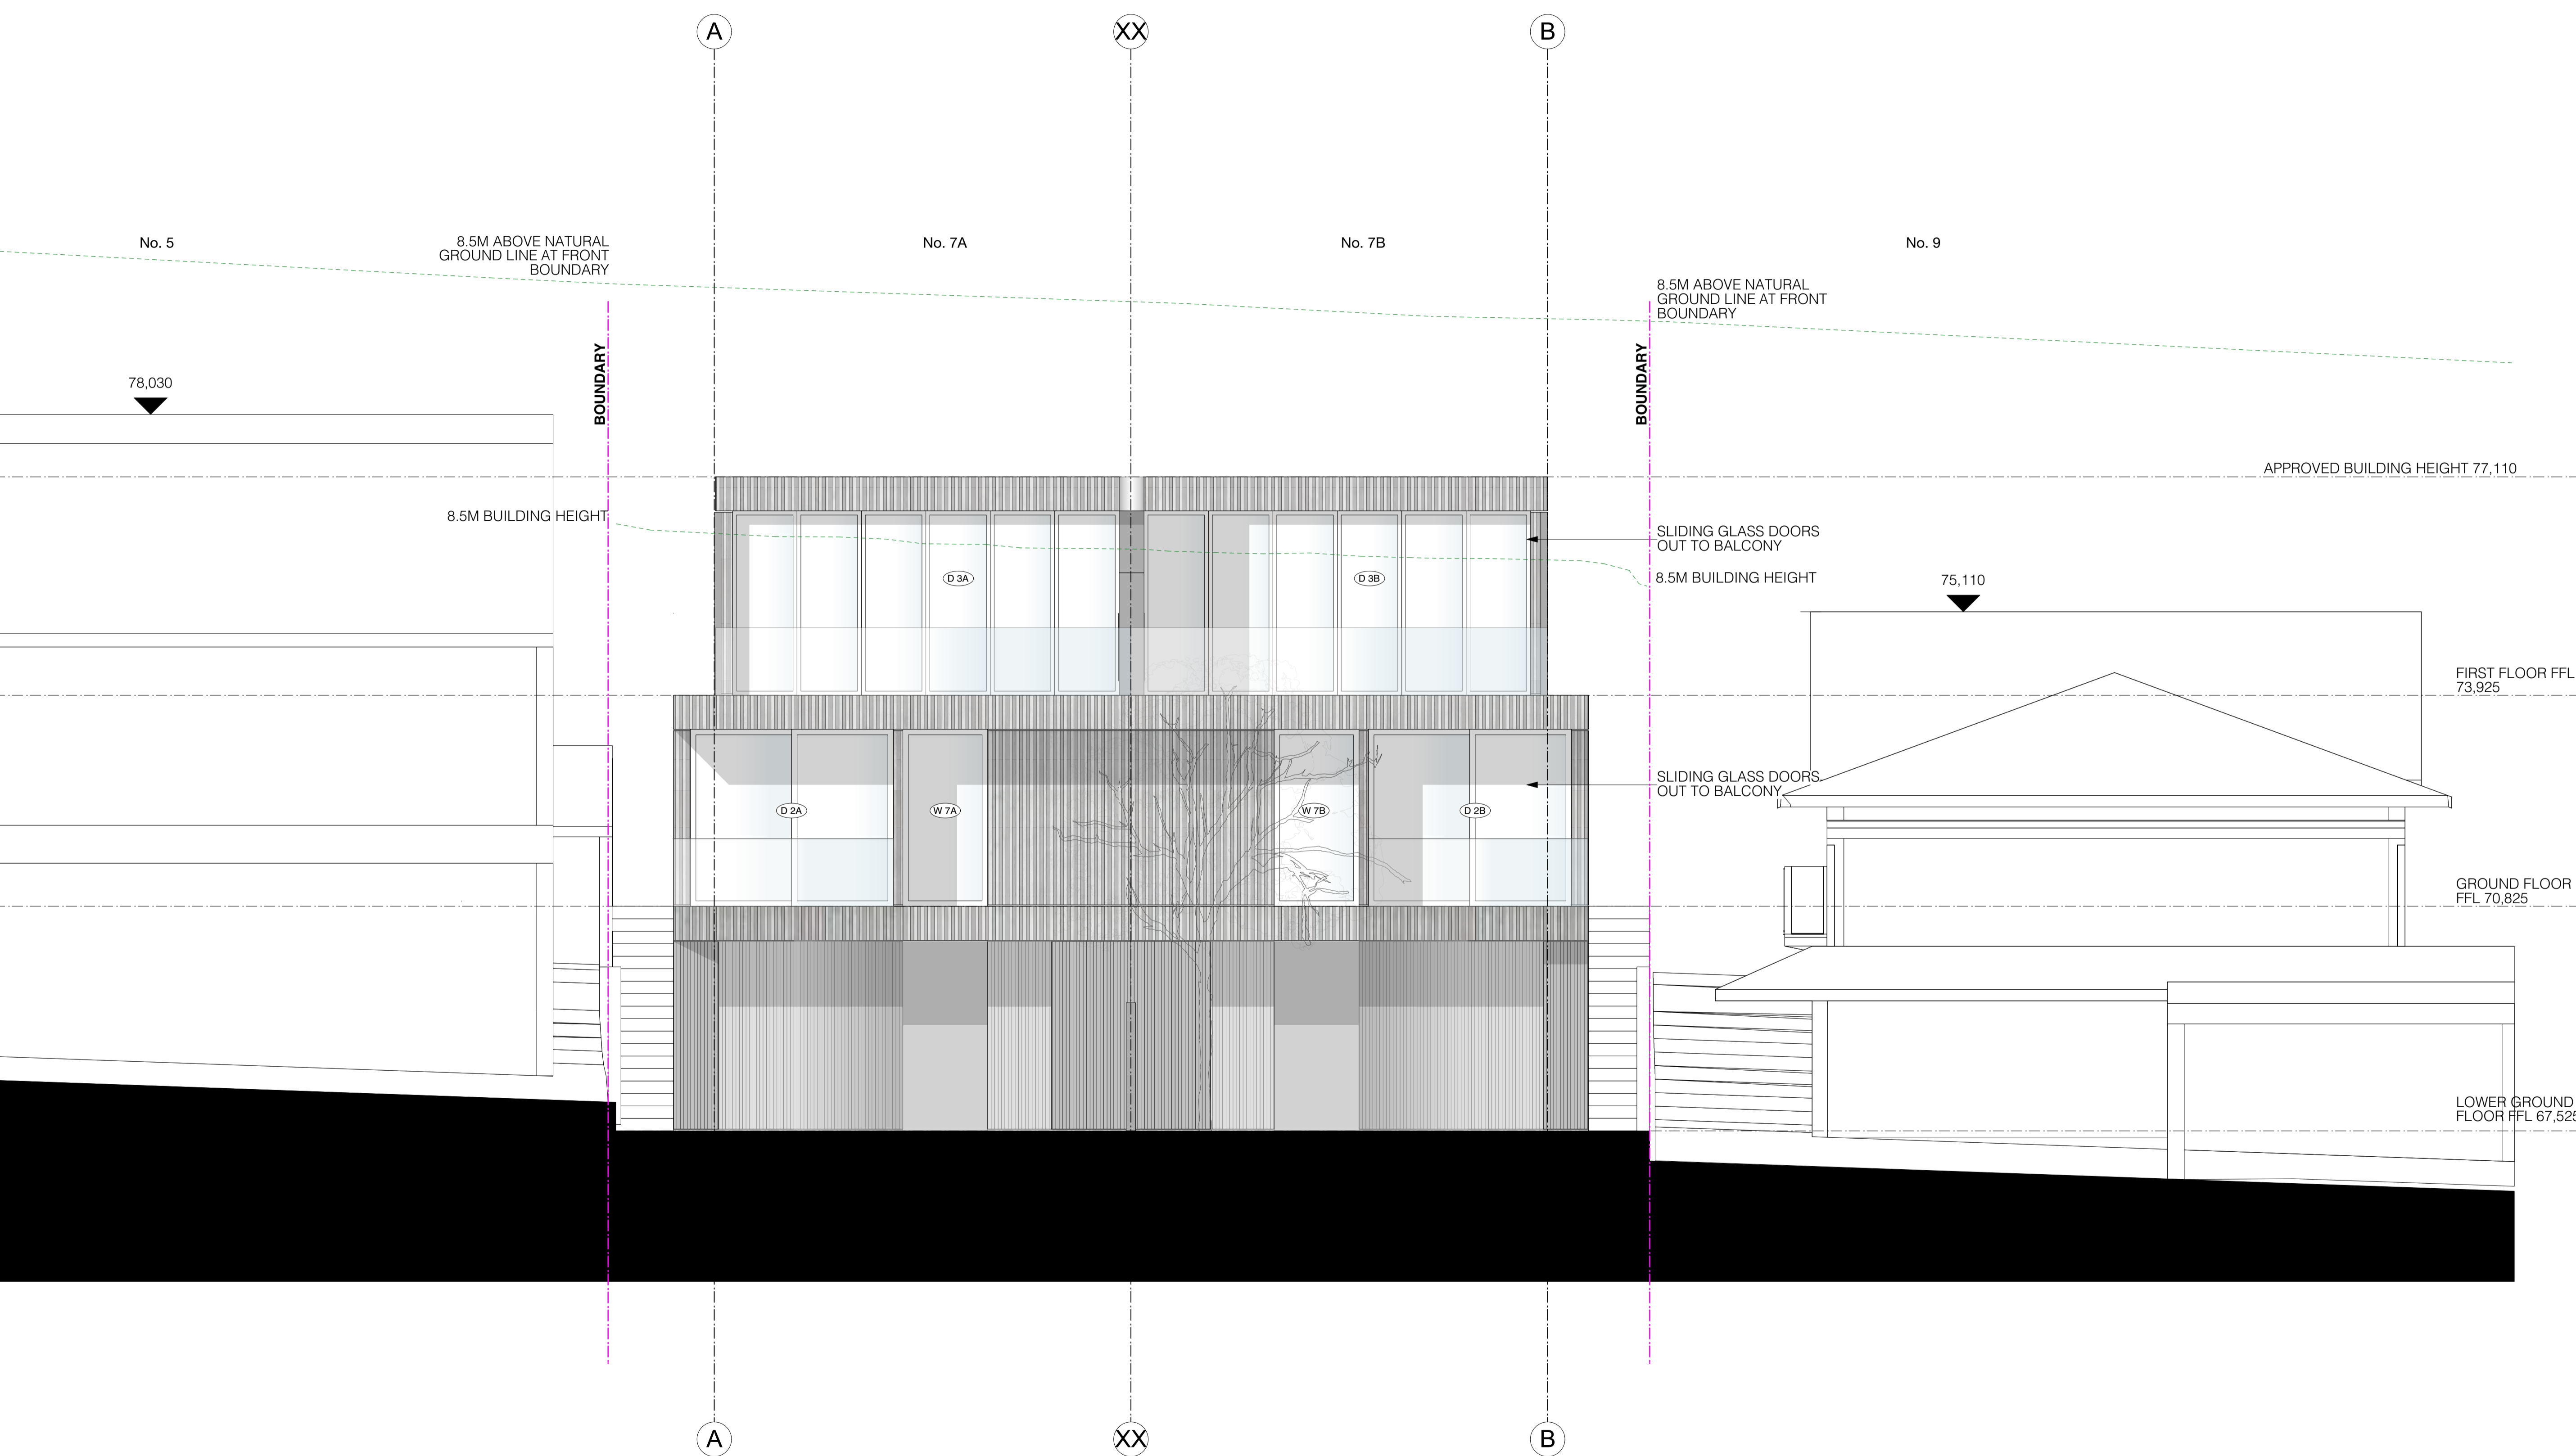 A
XX
B
No. 5
8.5M ABOVE NATURAL
GROUND LINE AT FRONT
BOUNDARY
No. 7A
No. 7B
No. 9
8.5M ABOVE NATURAL
GROUND LINE AT FRONT
BOUNDARY
BOUNDARY
BOUNDARY
78,030
APPROVED BUILDING HEIGHT 77,110
8.5M BUILDING HEIGHT
SLIDING GLASS DOORS
OUT TO BALCONY
D 3A
D 3B
8.5M BUILDING HEIGHT
75,110
FIRST FLOOR FFL
73,925
SLIDING GLASS DOORS
OUT TO BALCONY
D 2A
W 7A
W 7B
D 2B
GROUND FLOOR
FFL 70,825
LOWER GROUND
FLOOR FFL 67,525
A
XX
B